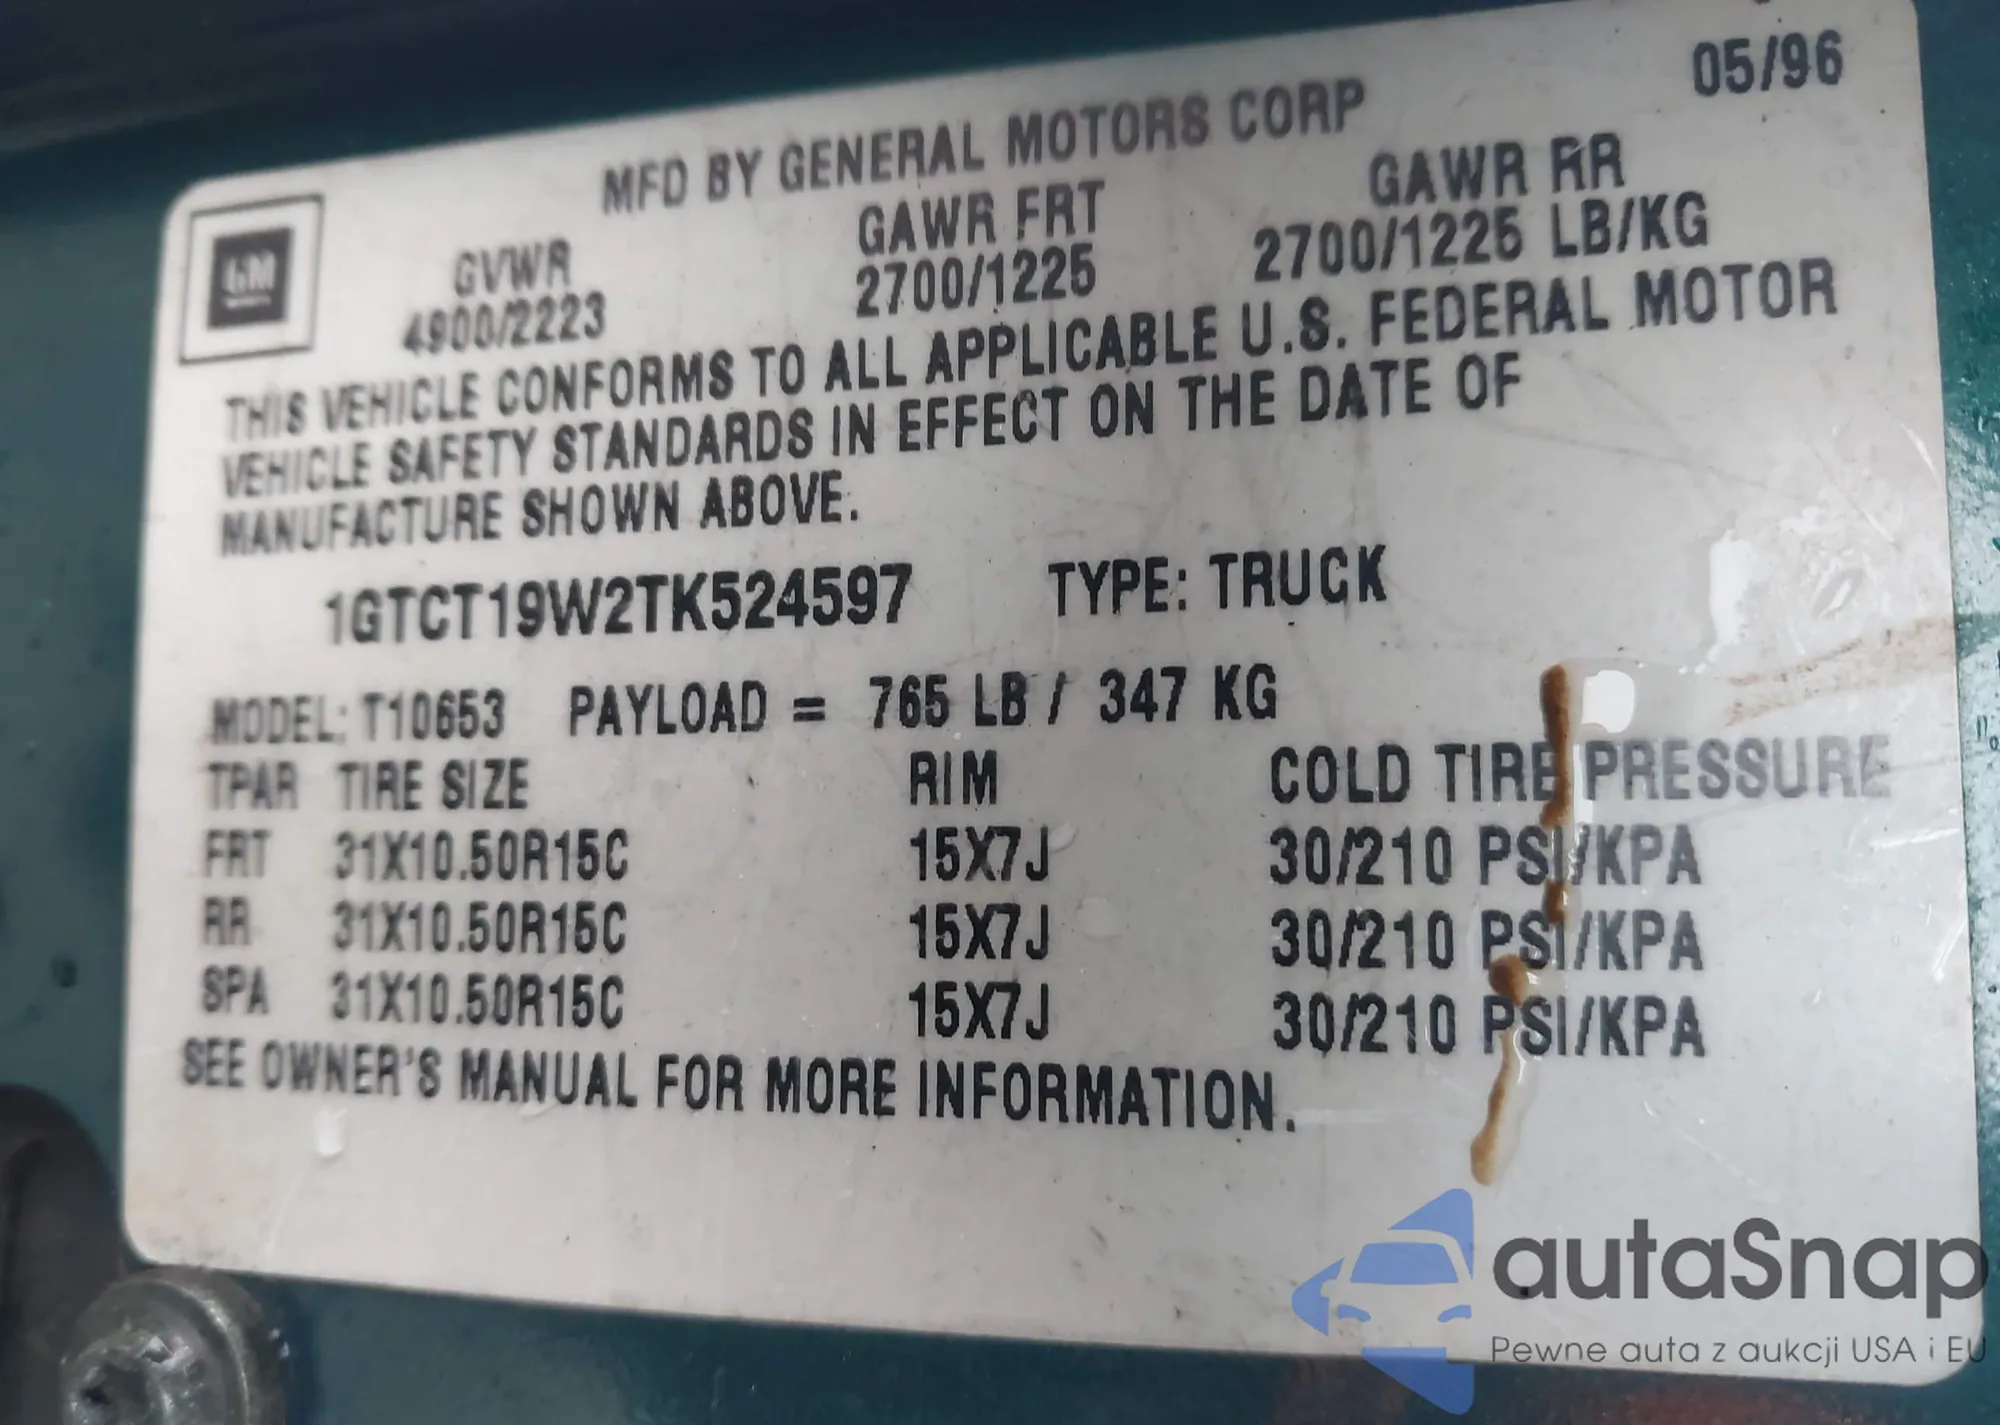 05/96
MFD BY GENERAL MOTORS CORP
GM
GVWR GAWR FRT GAWR RR
4900/2223 2700/1225 2700/1225 LB/KG
THIS VEHICLE CONFORMS TO ALL APPLICABLE U.S. FEDERAL MOTOR
VEHICLE SAFETY STANDARDS IN EFFECT ON THE DATE OF
MANUFACTURE SHOWN ABOVE.
1GTCT19W2TK524597 TYPE: TRUCK
MODEL: T10653 PAYLOAD = 765 LB / 347 KG
TPAR TIRE SIZE RIM COLD TIRE PRESSURE
FRT 31X10.50R15C 15X7J 30/210 PSI/KPA
RR 31X10.50R15C 15X7J 30/210 PSI/KPA
SPA 31X10.50R15C 15X7J 30/210 PSI/KPA
SEE OWNER'S MANUAL FOR MORE INFORMATION.
autaSnap
Pewne auta z aukcji USA i EU